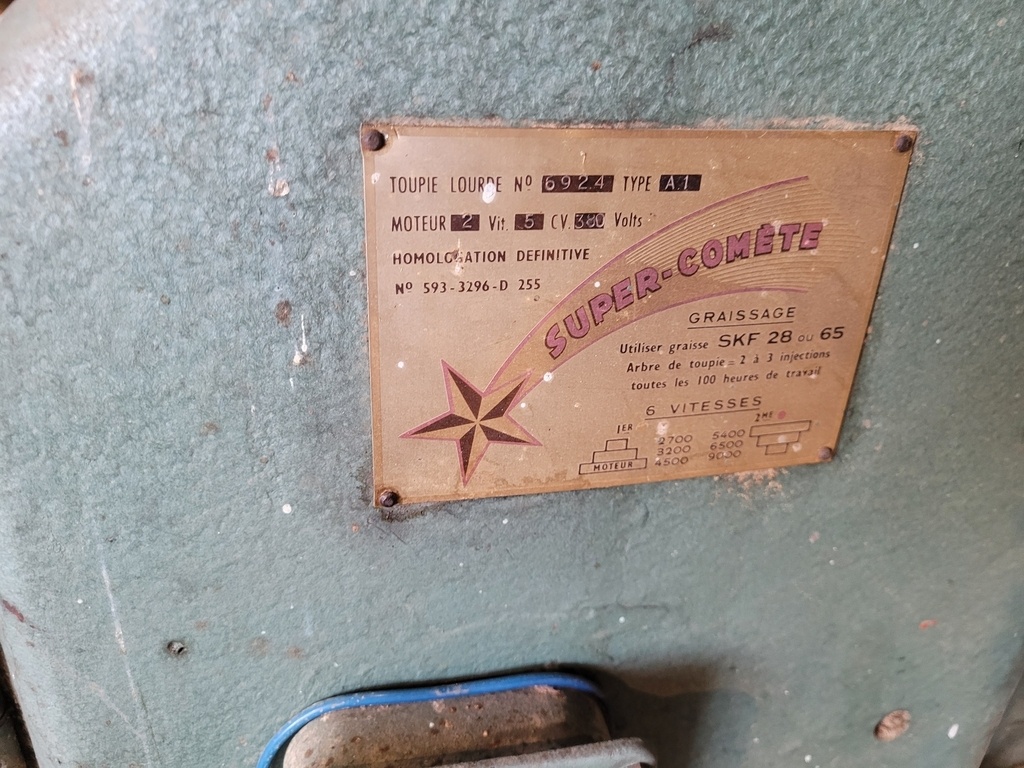 TOUPIE LOURDE Nº 6924 TYPE A1
MOTEUR 2 Vit. 5 CV. 380 Volts
HOMOLOGATION DEFINITIVE
Nº 593-3296-D 255
SUPER-COMÈTE
GRAISSAGE
Utiliser graisse SKF 28 ou 65
Arbre de toupie = 2 à 3 injections
toutes les 100 heures de travail
6 VITESSES
1ER 2ME
2700 5400
3200 6500
MOTEUR 4500 9000